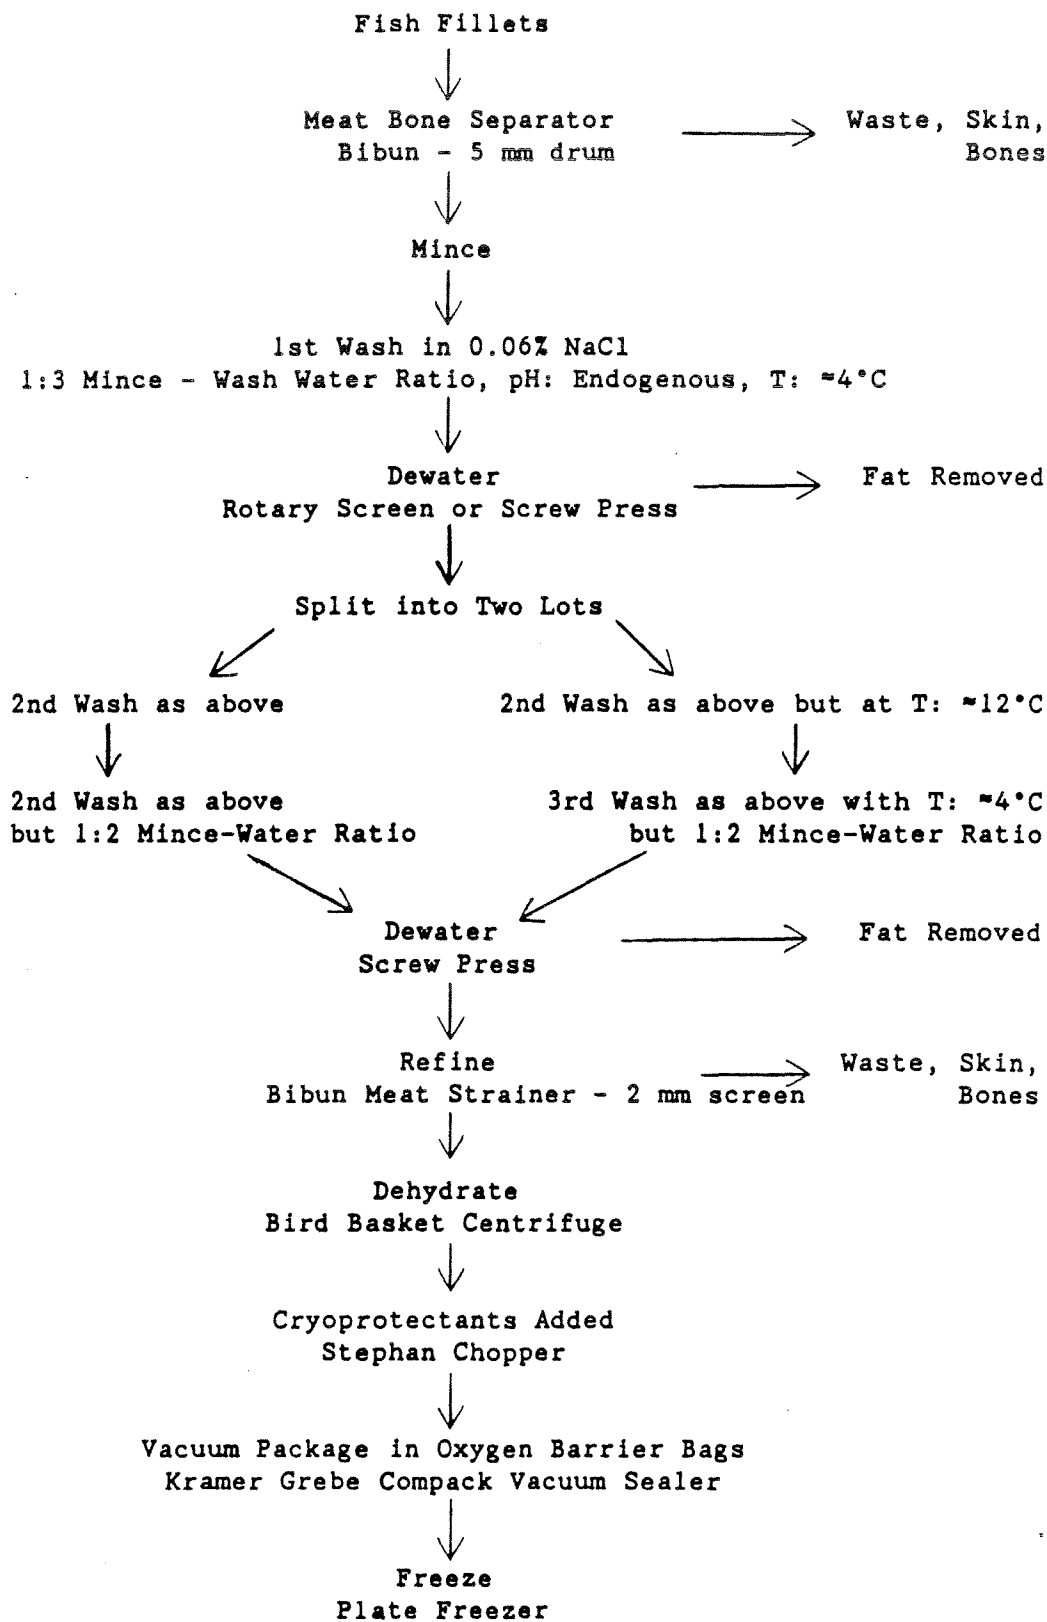 Fish Fillets
Meat Bone Separator
Bibun - 5 mm drum
Waste, Skin,
Bones
Mince
1st Wash in 0.06% NaCl
1:3 Mince - Wash Water Ratio, pH: Endogenous, T: ≈4°C
Dewater
Rotary Screen or Screw Press
Fat Removed
Split into Two Lots
2nd Wash as above
2nd Wash as above but at T: ≈12°C
2nd Wash as above
but 1:2 Mince-Water Ratio
3rd Wash as above with T: ≈4°C
but 1:2 Mince-Water Ratio
Dewater
Screw Press
Fat Removed
Refine
Bibun Meat Strainer - 2 mm screen
Waste, Skin,
Bones
Dehydrate
Bird Basket Centrifuge
Cryoprotectants Added
Stephan Chopper
Vacuum Package in Oxygen Barrier Bags
Kramer Grebe Compack Vacuum Sealer
Freeze
Plate Freezer